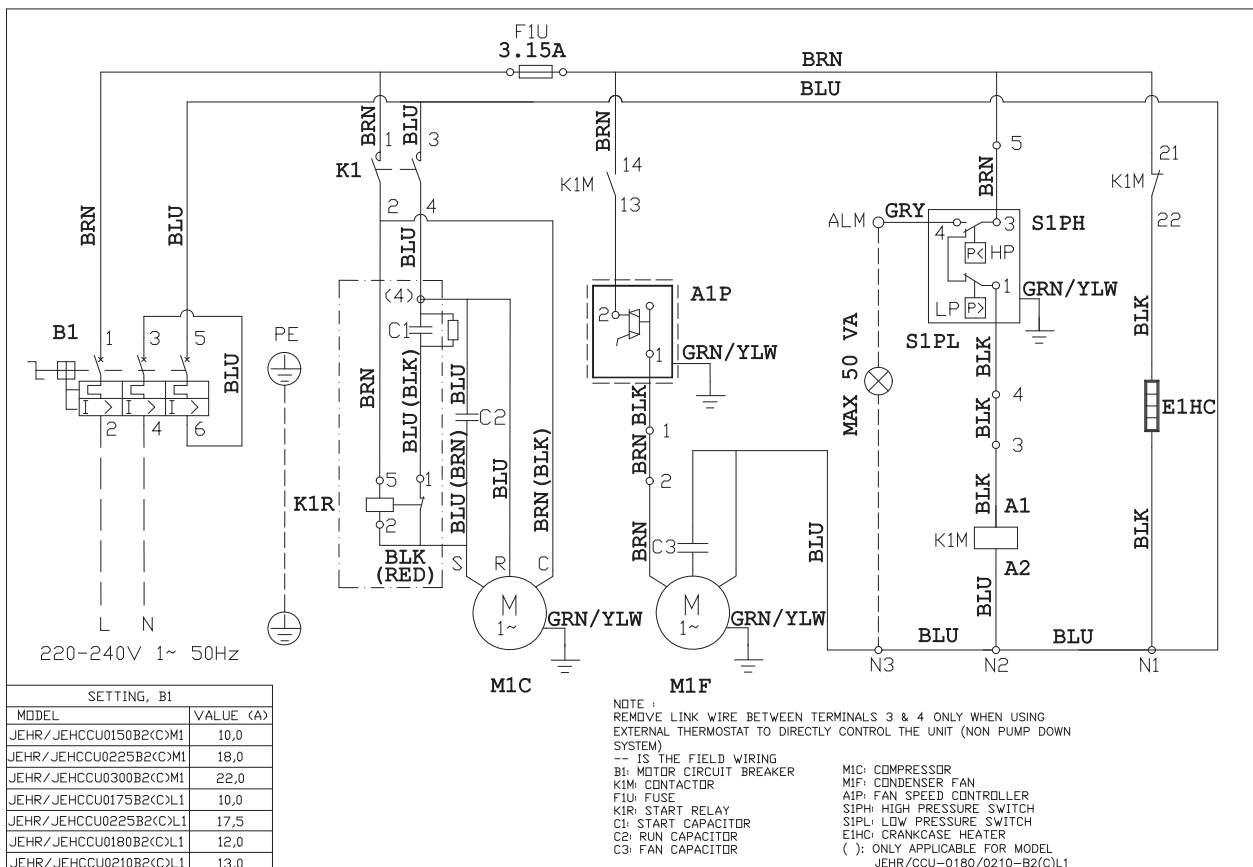 F1U
3.15A
BRN
BLU
BRN
1
BLU
3
BRN
14
K1M
13
5
BRN
21
K1M
22
K1
2
4
BRN
BLU
BLU
ALM
GRY
4
3
S1PH
P<
HP
1
LP
P>
GRN/YLW
S1PL
(4)
C1
A1P
2
1
GRN/YLW
B1
1
3
5
PE
BLU
I >
I >
I >
2
4
6
BRN
BLU(BLK)
BLU
C2
MAX 50 VA
BLK
4
BLK
3
BLK
E1HC
BLK
BLK
1
BRN
2
K1R
5
1
2
BLU(BRN)
BLU
BRN(BLK)
BLK
(RED)
BRN
C3
BLU
BLK
A1
K1M
A2
BLU
S
R
C
M
1~
GRN/YLW
M
1~
GRN/YLW
L
N
220-240V 1~ 50Hz
BLU
BLU
N3
N2
N1
M1C
M1F
SETTING, B1
MODEL VALUE (A)
JEHR/JEHCCU0150B2(C)M1 10,0
JEHR/JEHCCU0225B2(C)M1 18,0
JEHR/JEHCCU0300B2(C)M1 22,0
JEHR/JEHCCU0175B2(C)L1 10,0
JEHR/JEHCCU0225B2(C)L1 17,5
JEHR/JEHCCU0180B2(C)L1 12,0
JEHR/JEHCCU0210B2(C)L1 13,0
NOTE :
REMOVE LINK WIRE BETWEEN TERMINALS 3 & 4 ONLY WHEN USING
EXTERNAL THERMOSTAT TO DIRECTLY CONTROL THE UNIT (NON PUMP DOWN
SYSTEM)
-- IS THE FIELD WIRING
B1: MOTOR CIRCUIT BREAKER
K1M: CONTACTOR
F1U: FUSE
K1R: START RELAY
C1: START CAPACITOR
C2: RUN CAPACITOR
C3: FAN CAPACITOR
M1C: COMPRESSOR
M1F: CONDENSER FAN
A1P: FAN SPEED CONTROLLER
S1PH: HIGH PRESSURE SWITCH
S1PL: LOW PRESSURE SWITCH
E1HC: CRANKCASE HEATER
( ): ONLY APPLICABLE FOR MODEL
JEHR/CCU-0180/0210-B2(C)L1